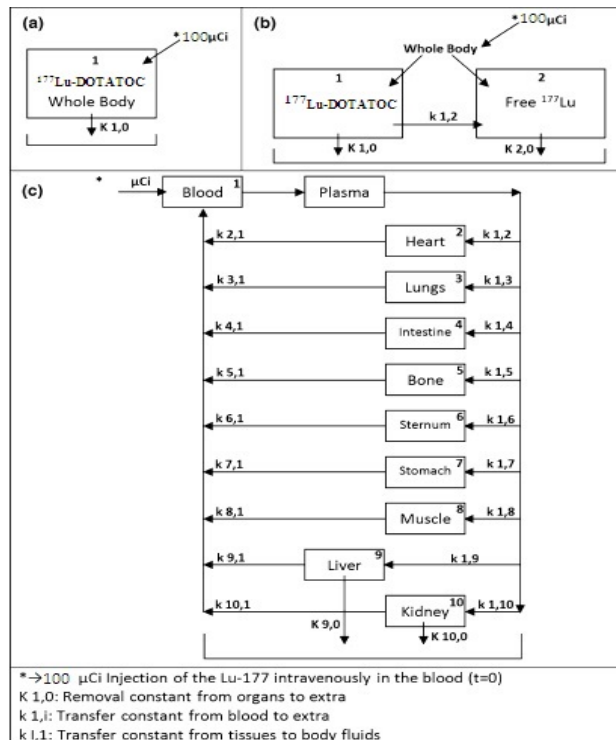 (a)
*100μCi
1
¹⁷⁷Lu-DOTATOC
Whole Body
K 1,0
(b)
*100μCi
Whole Body
1
¹⁷⁷Lu-DOTATOC
k 1,2
2
Free ¹⁷⁷Lu
K 1,0
K 2,0
(c)
* μCi
Blood 1
Plasma
k 2,1
Heart 2
k 1,2
k 3,1
Lungs 3
k 1,3
k 4,1
Intestine 4
k 1,4
k 5,1
Bone 5
k 1,5
k 6,1
Sternum 6
k 1,6
k 7,1
Stomach 7
k 1,7
k 8,1
Muscle 8
k 1,8
k 9,1
Liver 9
k 1,9
k 10,1
Kidney 10
k 1,10
K 9,0
K 10,0
*→100 μCi Injection of the Lu-177 intravenously in the blood (t=0)
K 1,0: Removal constant from organs to extra
k 1,i: Transfer constant from blood to extra
k I,1: Transfer constant from tissues to body fluids